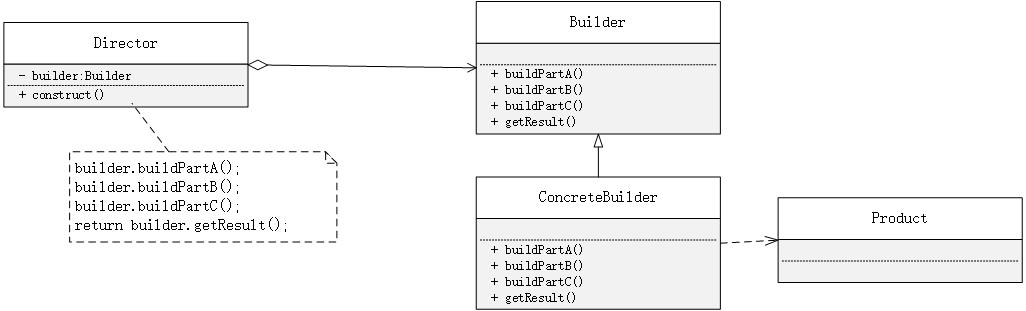 Director
- builder:Builder
+ construct()
builder.buildPartA();
builder.buildPartB();
builder.buildPartC();
return builder.getResult();
Builder
+ buildPartA()
+ buildPartB()
+ buildPartC()
+ getResult()
ConcreteBuilder
+ buildPartA()
+ buildPartB()
+ buildPartC()
+ getResult()
Product